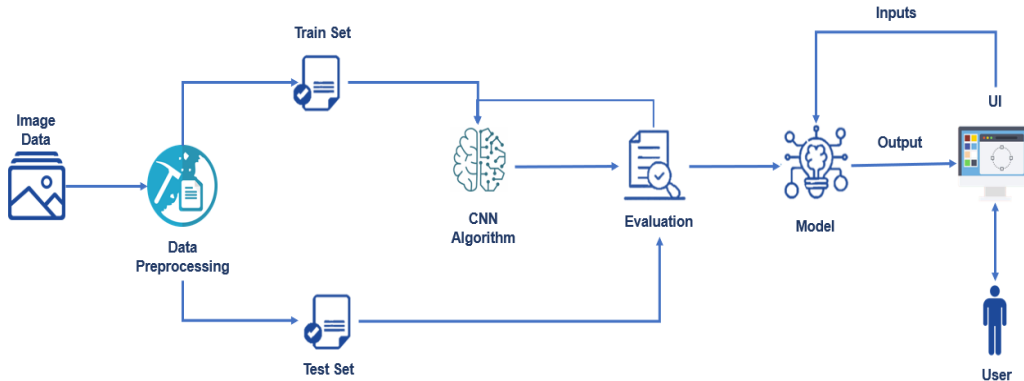 Inputs
Train Set
UI
Image
Data
Output
CNN
Algorithm
Evaluation
Model
Data
Preprocessing
Test Set
User